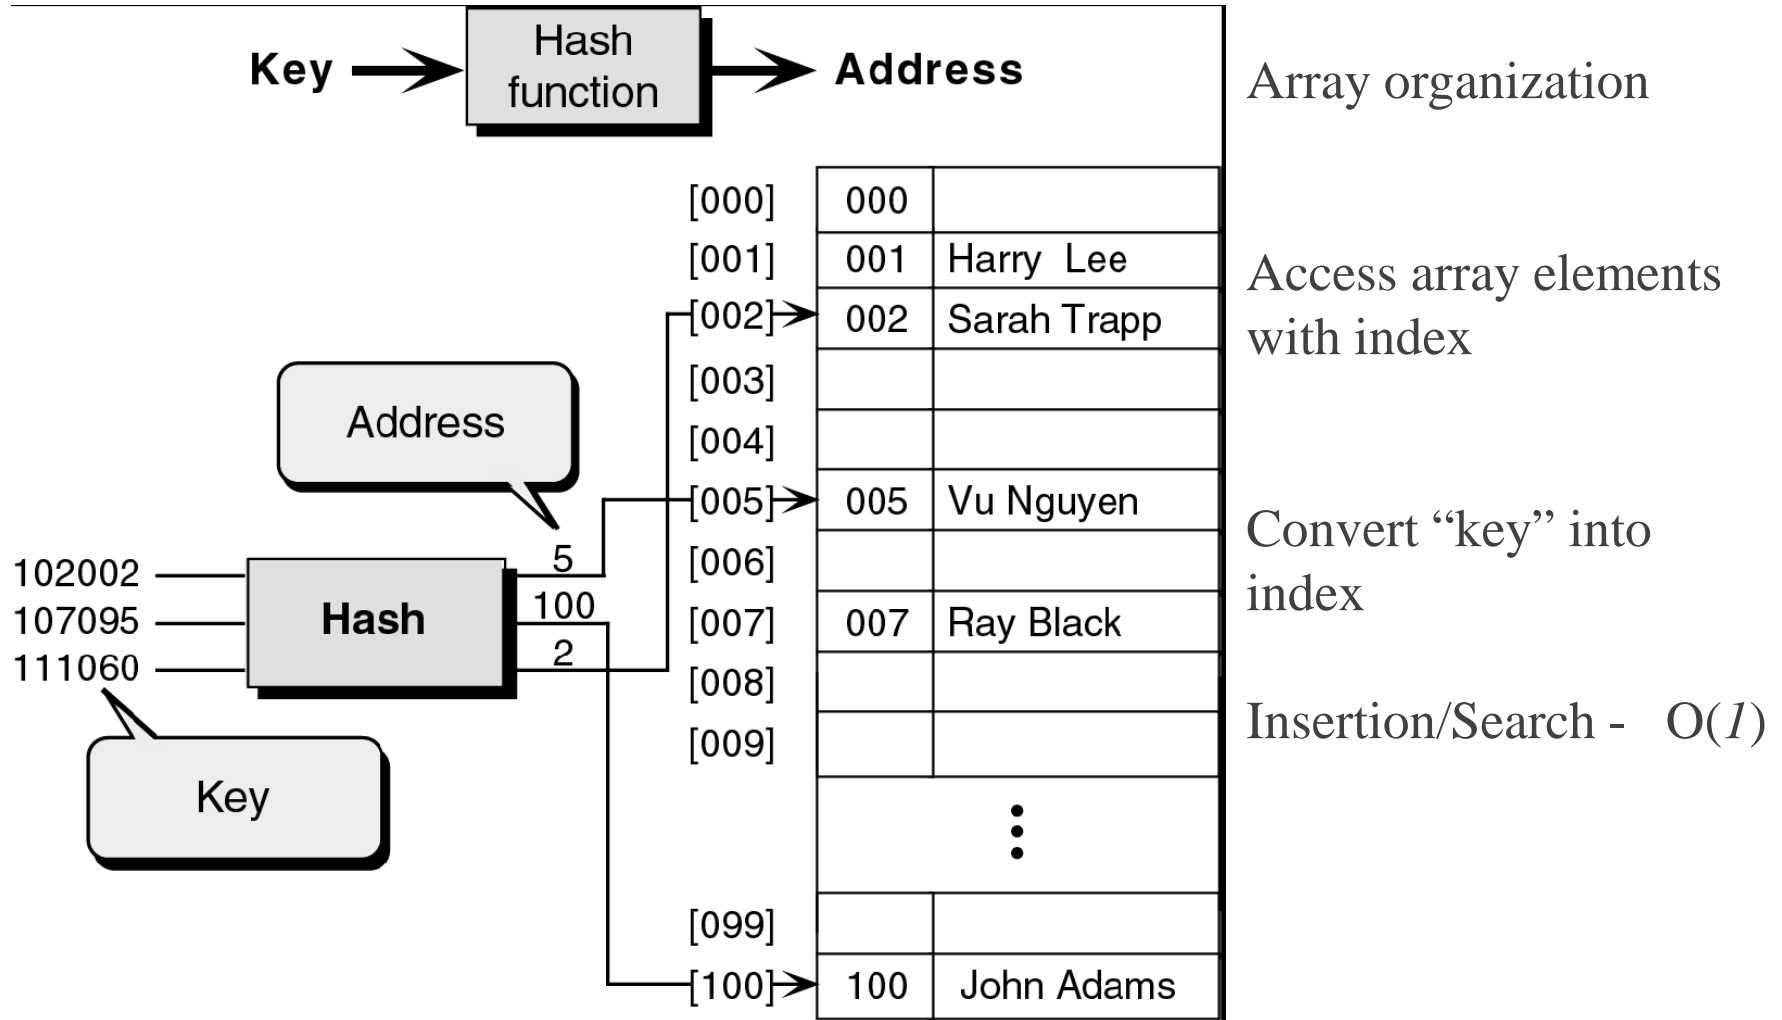 Key
Hash
function
Address
Array organization
[000] 000
[001] 001 Harry Lee
[002] 002 Sarah Trapp
[003]
[004]
[005] 005 Vu Nguyen
[006]
[007] 007 Ray Black
[008]
[009]
[099]
[100] 100 John Adams
Address
102002
107095
111060
Hash
5
100
2
Key
Access array elements
with index
Convert “key” into
index
Insertion/Search - O(1)